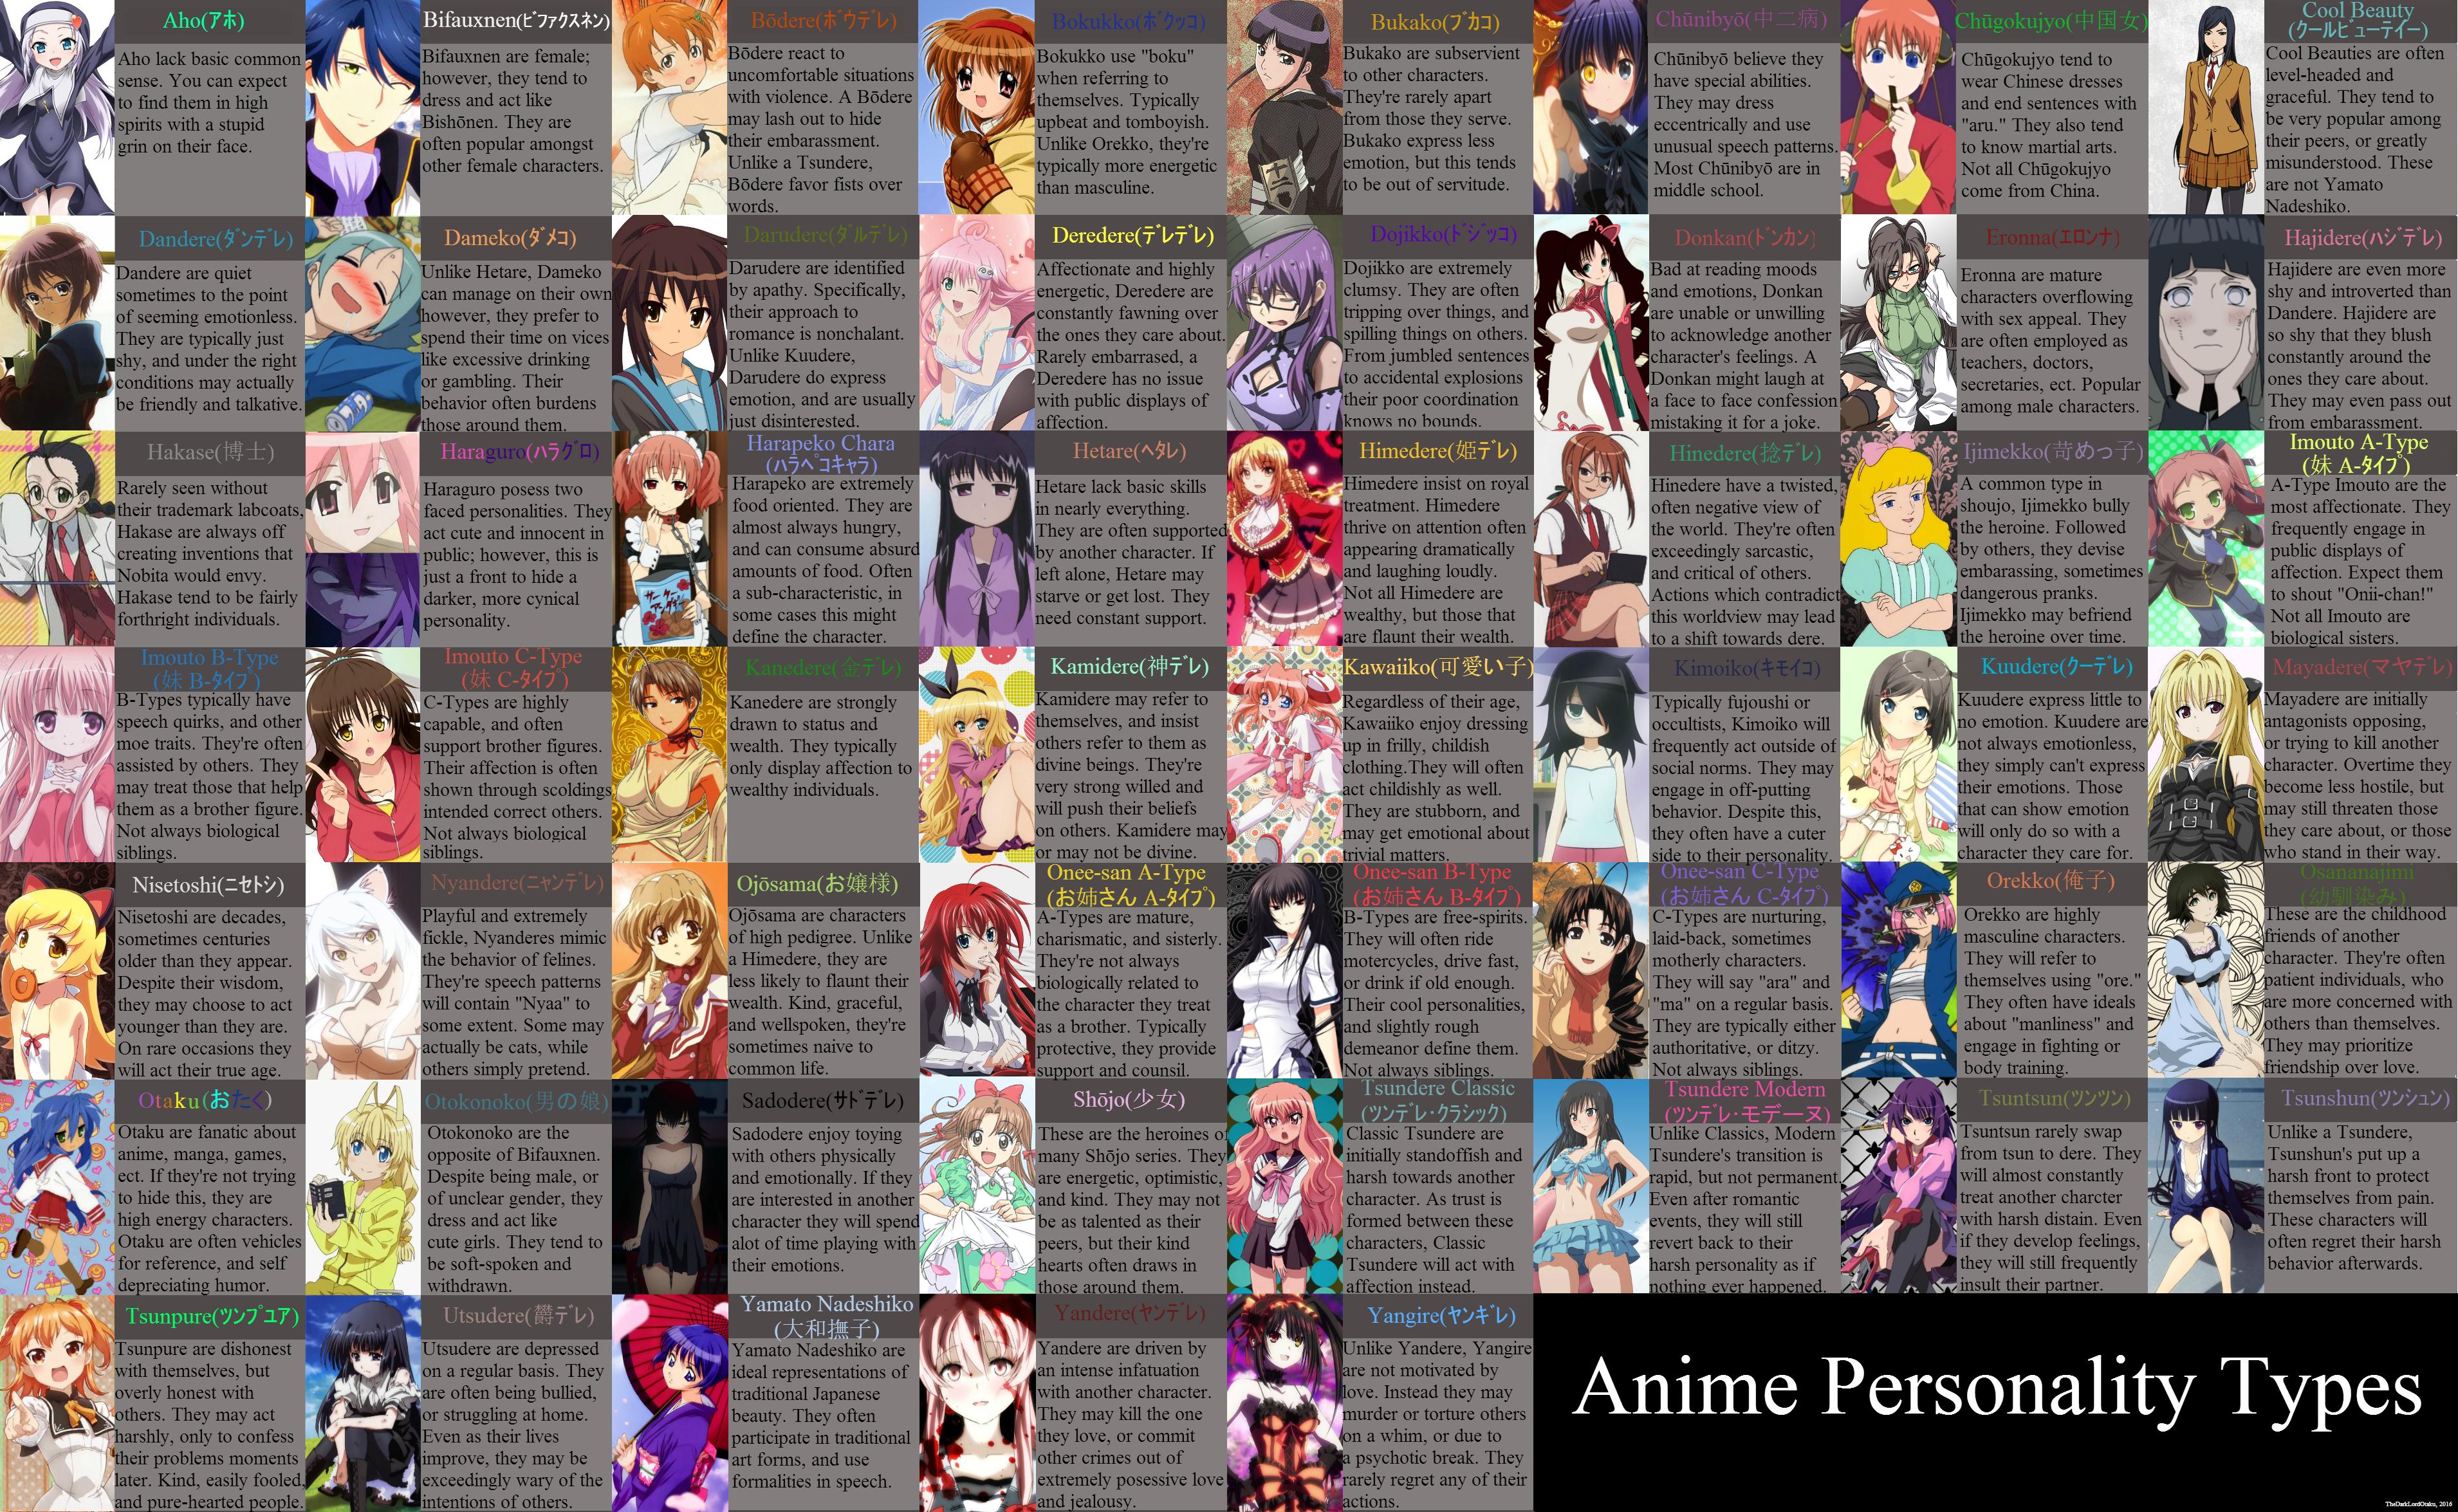 Aho(アホ)
Aho lack basic common
sense. You can expect
to find them in high
spirits with a stupid
grin on their face.
Bifauxnen(ビファクスネン)
Bifauxnen are female;
however, they tend to
dress and act like
Bishōnen. They are
often popular amongst
other female characters.
Bōdere(ボウデレ)
Bōdere react to
uncomfortable situations
with violence. A Bōdere
may lash out to hide
their embarassment.
Unlike a Tsundere,
Bōdere favor fists over
words.
Bokukko(ボクッコ)
Bokukko use "boku"
when referring to
themselves. Typically
upbeat and tomboyish.
Unlike Orekko, they're
typically more energetic
than masculine.
Bukako(ブカコ)
Bukako are subservient
to other characters.
They're rarely apart
from those they serve.
Bukako express less
emotion, but this tends
to be out of servitude.
Chūnibyō(中二病)
Chūnibyō believe they
have special abilities.
They may dress
eccentrically and use
unusual speech patterns.
Most Chūnibyō are in
middle school.
Chūgokujyo(中国女)
Chūgokujyo tend to
wear Chinese dresses
and end sentences with
"aru." They also tend
to know martial arts.
Not all Chūgokujyo
come from China.
Cool Beauty
(クールビューテイー)
Cool Beauties are often
level-headed and
graceful. They tend to
be very popular among
their peers, or greatly
misunderstood. These
are not Yamato
Nadeshiko.
Dandere(ダンデレ)
Dandere are quiet
sometimes to the point
of seeming emotionless.
They are typically just
shy, and under the right
conditions may actually
be friendly and talkative.
Dameko(ダメコ)
Unlike Hetare, Dameko
can manage on their own
however, they prefer to
spend their time on vices
like excessive drinking
or gambling. Their
behavior often burdens
those around them.
Darudere(ダルデレ)
Darudere are identified
by apathy. Specifically,
their approach to
romance is nonchalant.
Unlike Kuudere,
Darudere do express
emotion, and are usually
just disinterested.
Deredere(デレデレ)
Affectionate and highly
energetic, Deredere are
constantly fawning over
the ones they care about.
Rarely embarrased, a
Deredere has no issue
with public displays of
affection.
Dojikko(ドジッコ)
Dojikko are extremely
clumsy. They are often
tripping over things, and
spilling things on others.
From jumbled sentences
to accidental explosions
their poor coordination
knows no bounds.
Donkan(ドンカン)
Bad at reading moods
and emotions, Donkan
are unable or unwilling
to acknowledge another
character's feelings. A
Donkan might laugh at
a face to face confession
mistaking it for a joke.
Eronna(エロンナ)
Eronna are mature
characters overflowing
with sex appeal. They
are often employed as
teachers, doctors,
secretaries, ect. Popular
among male characters.
Hajidere(ハジデレ)
Hajidere are even more
shy and introverted than
Dandere. Hajidere are
so shy that they blush
constantly around the
ones they care about.
They may even pass out
from embarassment.
Hakase(博士)
Rarely seen without
their trademark labcoats,
Hakase are always off
creating inventions that
Nobita would envy.
Hakase tend to be fairly
forthright individuals.
Haraguro(ハラグロ)
Haraguro posess two
faced personalities. They
act cute and innocent in
public; however, this is
just a front to hide a
darker, more cynical
personality.
Harapeko Chara
(ハラペコキャラ)
Harapeko are extremely
food oriented. They are
almost always hungry,
and can consume absurd
amounts of food. Often
a sub-characteristic, in
some cases this might
define the character.
Hetare(ヘタレ)
Hetare lack basic skills
in nearly everything.
They are often supported
by another character. If
left alone, Hetare may
starve or get lost. They
need constant support.
Himedere(姫デレ)
Himedere insist on royal
treatment. Himedere
thrive on attention often
appearing dramatically
and laughing loudly.
Not all Himedere are
wealthy, but those that
are flaunt their wealth.
Hinedere(捻デレ)
Hinedere have a twisted,
often negative view of
the world. They're often
exceedingly sarcastic,
and critical of others.
Actions which contradict
this worldview may lead
to a shift towards dere.
Ijimekko(苛めっ子)
A common type in
shoujo, Ijimekko bully
the heroine. Followed
by others, they devise
embarassing, sometimes
dangerous pranks.
Ijimekko may befriend
the heroine over time.
Imouto A-Type
(妹 A-タイプ)
A-Type Imouto are the
most affectionate. They
frequently engage in
public displays of
affection. Expect them
to shout "Onii-chan!"
Not all Imouto are
biological sisters.
Imouto B-Type
(妹 B-タイプ)
B-Types typically have
speech quirks, and other
moe traits. They're often
assisted by others. They
may treat those that help
them as a brother figure.
Not always biological
siblings.
Imouto C-Type
(妹 C-タイプ)
C-Types are highly
capable, and often
support brother figures.
Their affection is often
shown through scoldings
intended correct others.
Not always biological
siblings.
Kanedere(金デレ)
Kanedere are strongly
drawn to status and
wealth. They typically
only display affection to
wealthy individuals.
Kamidere(神デレ)
Kamidere may refer to
themselves, and insist
others refer to them as
divine beings. They're
very strong willed and
will push their beliefs
on others. Kamidere may
or may not be divine.
Kawaiiko(可愛い子)
Regardless of their age,
Kawaiiko enjoy dressing
up in frilly, childish
clothing.They will often
act childishly as well.
They are stubborn, and
may get emotional about
trivial matters.
Kimoiko(キモイコ)
Typically fujoushi or
occultists, Kimoiko will
frequently act outside of
social norms. They may
engage in off-putting
behavior. Despite this,
they often have a cuter
side to their personality.
Kuudere(クーデレ)
Kuudere express little to
no emotion. Kuudere are
not always emotionless,
they simply can't express
their emotions. Those
that can show emotion
will only do so with a
character they care for.
Mayadere(マヤデレ)
Mayadere are initially
antagonists opposing,
or trying to kill another
character. Overtime they
become less hostile, but
may still threaten those
they care about, or those
who stand in their way.
Nisetoshi(ニセトシ)
Nisetoshi are decades,
sometimes centuries
older than they appear.
Despite their wisdom,
they may choose to act
younger than they are.
On rare occasions they
will act their true age.
Nyandere(ニャンデレ)
Playful and extremely
fickle, Nyanderes mimic
the behavior of felines.
They're speech patterns
will contain "Nyaa" to
some extent. Some may
actually be cats, while
others simply pretend.
Ojōsama(お嬢様)
Ojōsama are characters
of high pedigree. Unlike
a Himedere, they are
less likely to flaunt their
wealth. Kind, graceful,
and wellspoken, they're
sometimes naive to
common life.
Onee-san A-Type
(お姉さん A-タイプ)
A-Types are mature,
charismatic, and sisterly.
They're not always
biologically related to
the character they treat
as a brother. Typically
protective, they provide
support and counsil.
Onee-san B-Type
(お姉さん B-タイプ)
B-Types are free-spirits.
They will often ride
motercycles, drive fast,
or drink if old enough.
Their cool personalities,
and slightly rough
demeanor define them.
Not always siblings.
Onee-san C-Type
(お姉さん C-タイプ)
C-Types are nurturing,
laid-back, sometimes
motherly characters.
They will say "ara" and
"ma" on a regular basis.
They are typically either
authoritative, or ditzy.
Not always siblings.
Orekko(俺子)
Orekko are highly
masculine characters.
They will refer to
themselves using "ore."
They often have ideals
about "manliness" and
engage in fighting or
body training.
Osananajimi
(幼馴染み)
These are the childhood
friends of another
character. They're often
patient individuals, who
are more concerned with
others than themselves.
They may prioritize
friendship over love.
Otaku(おたく)
Otaku are fanatic about
anime, manga, games,
ect. If they're not trying
to hide this, they are
high energy characters.
Otaku are often vehicles
for reference, and self
depreciating humor.
Otokonoko(男の娘)
Otokonoko are the
opposite of Bifauxnen.
Despite being male, or
of unclear gender, they
dress and act like
cute girls. They tend to
be soft-spoken and
withdrawn.
Sadodere(サドデレ)
Sadodere enjoy toying
with others physically
and emotionally. If they
are interested in another
character they will spend
alot of time playing with
their emotions.
Shōjo(少女)
These are the heroines of
many Shōjo series. They
are energetic, optimistic,
and kind. They may not
be as talented as their
peers, but their kind
hearts often draws in
those around them.
Tsundere Classic
(ツンデレ・クラシック)
Classic Tsundere are
initially standoffish and
harsh towards another
character. As trust is
formed between these
characters, Classic
Tsundere will act with
affection instead.
Tsundere Modern
(ツンデレ・モデーヌ)
Unlike Classics, Modern
Tsundere's transition is
rapid, but not permanent.
Even after romantic
events, they will still
revert back to their
harsh personality as if
nothing ever happened.
Tsuntsun(ツンツン)
Tsuntsun rarely swap
from tsun to dere. They
will almost constantly
treat another charcter
with harsh distain. Even
if they develop feelings,
they will still frequently
insult their partner.
Tsunshun(ツンシュン)
Unlike a Tsundere,
Tsunshun's put up a
harsh front to protect
themselves from pain.
These characters will
often regret their harsh
behavior afterwards.
Tsunpure(ツンプユア)
Tsunpure are dishonest
with themselves, but
overly honest with
others. They may act
harshly, only to confess
their problems moments
later. Kind, easily fooled,
and pure-hearted people.
Utsudere(欝デレ)
Utsudere are depressed
on a regular basis. They
are often being bullied,
or struggling at home.
Even as their lives
improve, they may be
exceedingly wary of the
intentions of others.
Yamato Nadeshiko
(大和撫子)
Yamato Nadeshiko are
ideal representations of
traditional Japanese
beauty. They often
participate in traditional
art forms, and use
formalities in speech.
Yandere(ヤンデレ)
Yandere are driven by
an intense infatuation
with another character.
They may kill the one
they love, or commit
other crimes out of
extremely posessive love
and jealousy.
Yangire(ヤンギレ)
Unlike Yandere, Yangire
are not motivated by
love. Instead they may
murder or torture others
on a whim, or due to
a psychotic break. They
rarely regret any of their
actions.
Anime Personality Types
TheDarkLordOtaku, 2016